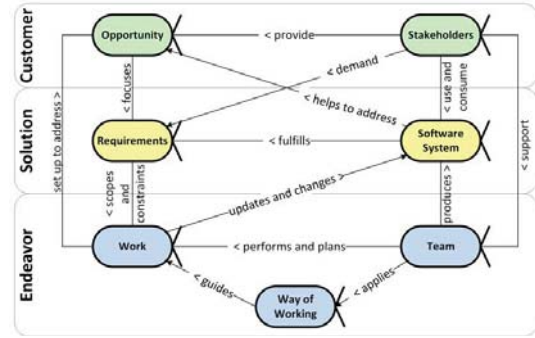 Customer
Opportunity
< provide
Stakeholders
< demand
< focuses
< helps to address
< use and
consume
Solution
set up to address >
Requirements
< fulfills
Software
System
< support
< scopes
and
constraints
updates and changes >
produces >
Endeavor
Work
< performs and plans
Team
< guides
< applies
Way of
Working